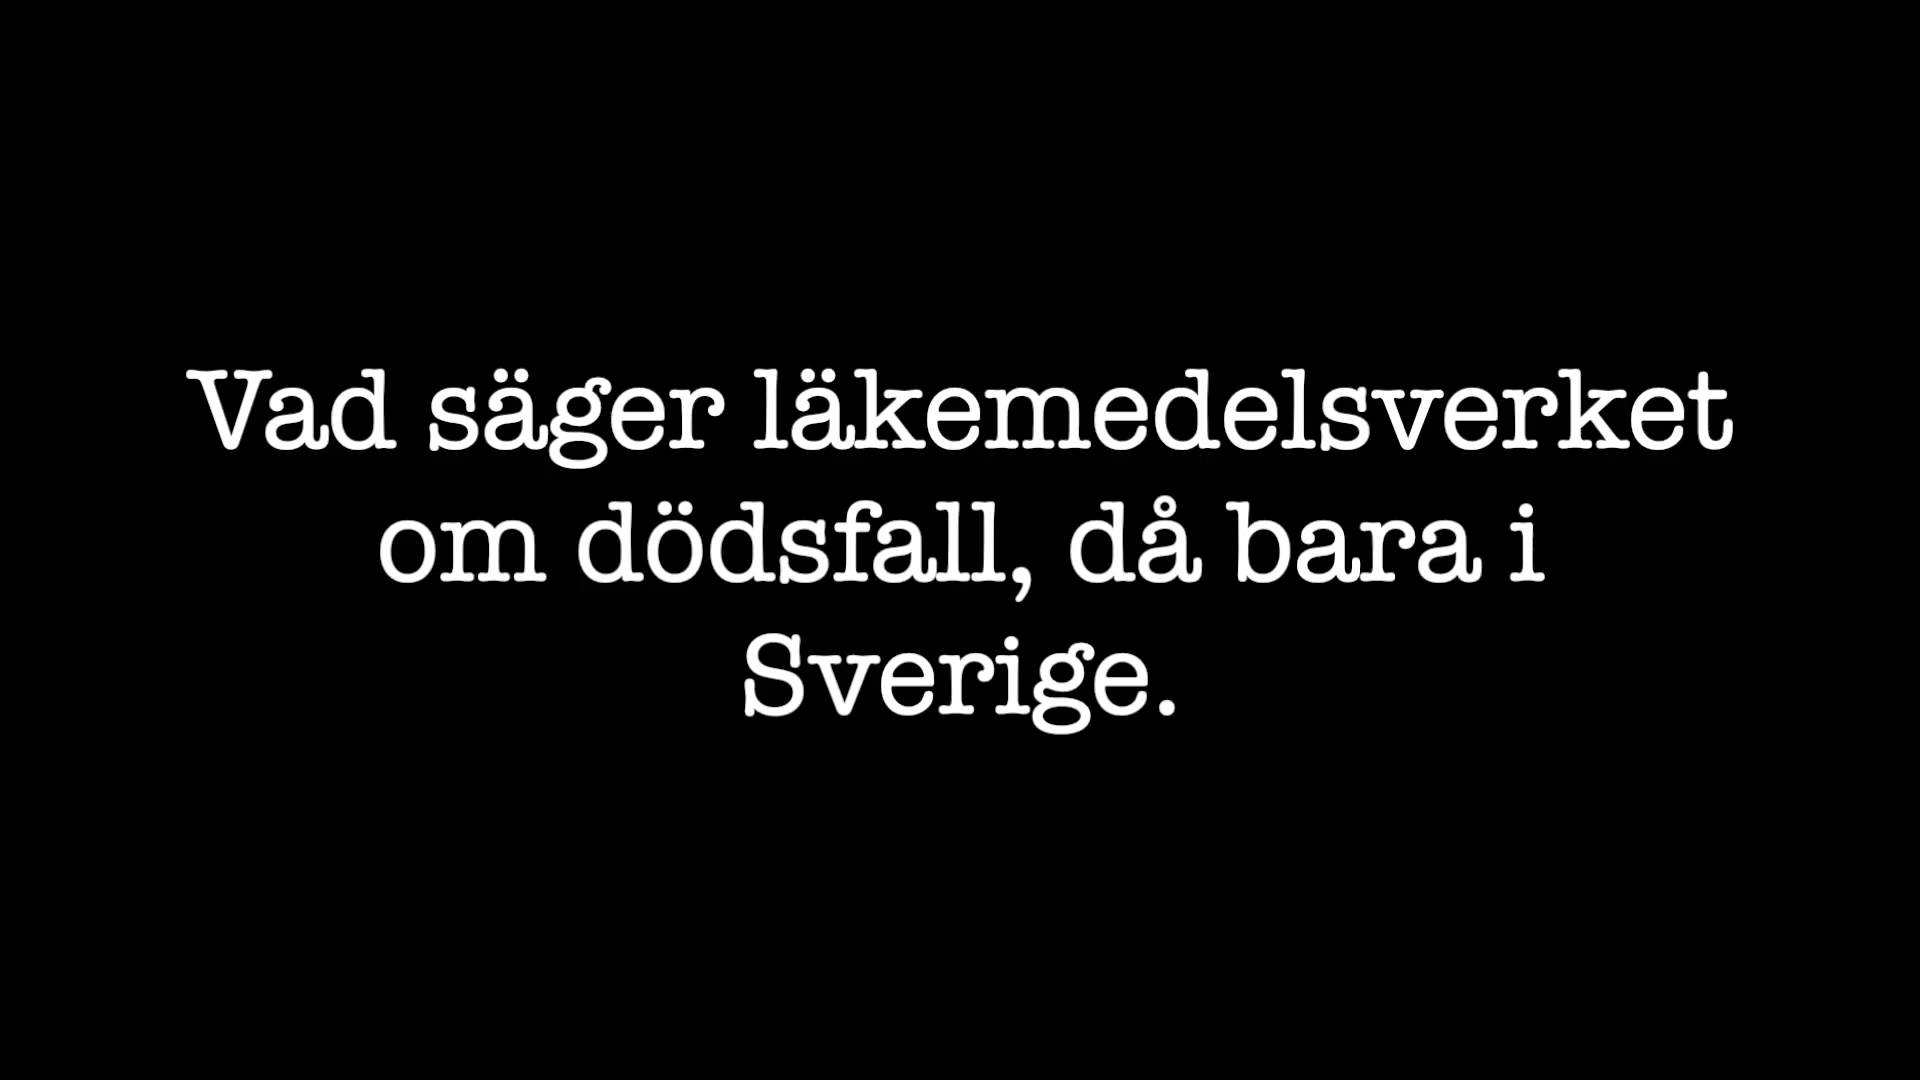 Vad säger läkemedelsverket
om dödsfall, då bara i
Sverige.